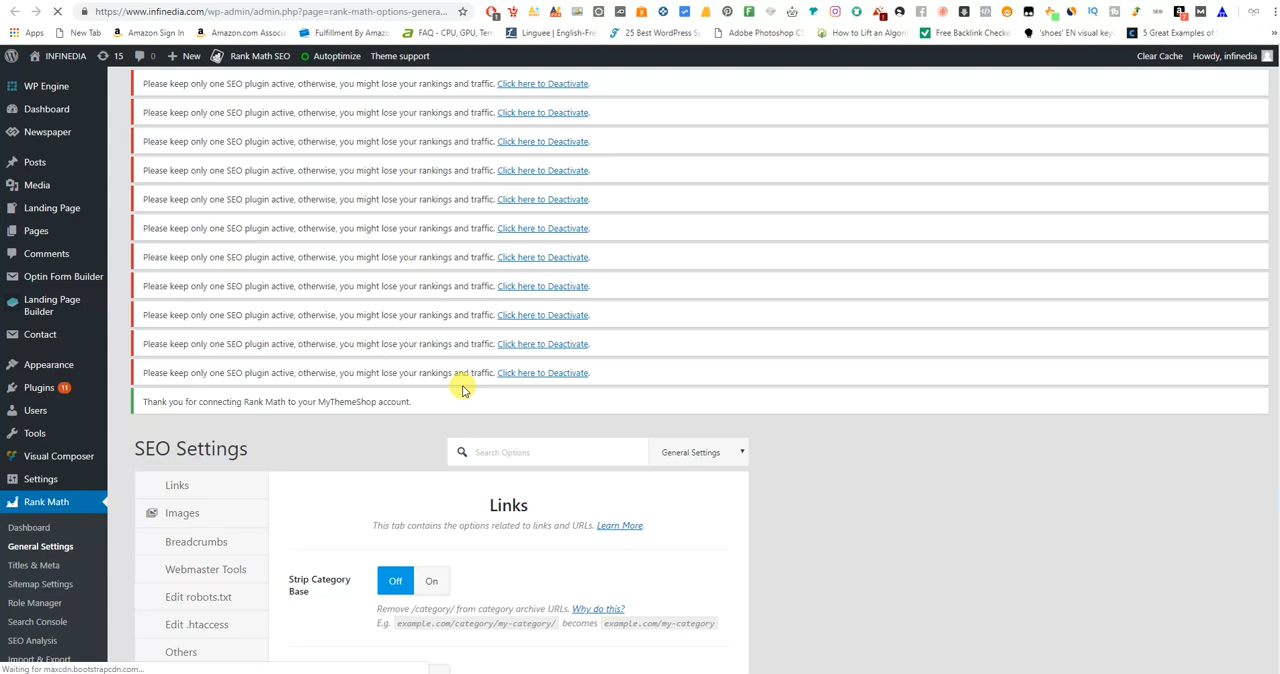 https://www.infinedia.com/wp-admin/admin.php?page=rank-math-options-genera...
Apps
New Tab
Amazon Sign In
Amazon.com Associa
Fulfillment By Amazo
FAQ - CPU, GPU, Tem
Linguee | English-Fre
25 Best WordPress S
Adobe Photoshop CS
How to Lift an Algori
Free Backlink Checke
'shoes' EN visual key
5 Great Examples of
»
INFINEDIA
15
0
New
Rank Math SEO
Autoptimize
Theme support
Clear Cache
Howdy, infinedia
WP Engine
Dashboard
Newspaper
Posts
Media
Landing Page
Pages
Comments
Optin Form Builder
Landing Page
Builder
Contact
Appearance
Plugins 11
Users
Tools
Visual Composer
Settings
Rank Math
Dashboard
General Settings
Titles & Meta
Sitemap Settings
Role Manager
Search Console
SEO Analysis
Import & Export
Please keep only one SEO plugin active, otherwise, you might lose your rankings and traffic. Click here to Deactivate.
Please keep only one SEO plugin active, otherwise, you might lose your rankings and traffic. Click here to Deactivate.
Please keep only one SEO plugin active, otherwise, you might lose your rankings and traffic. Click here to Deactivate.
Please keep only one SEO plugin active, otherwise, you might lose your rankings and traffic. Click here to Deactivate.
Please keep only one SEO plugin active, otherwise, you might lose your rankings and traffic. Click here to Deactivate.
Please keep only one SEO plugin active, otherwise, you might lose your rankings and traffic. Click here to Deactivate.
Please keep only one SEO plugin active, otherwise, you might lose your rankings and traffic. Click here to Deactivate.
Please keep only one SEO plugin active, otherwise, you might lose your rankings and traffic. Click here to Deactivate.
Please keep only one SEO plugin active, otherwise, you might lose your rankings and traffic. Click here to Deactivate.
Please keep only one SEO plugin active, otherwise, you might lose your rankings and traffic. Click here to Deactivate.
Please keep only one SEO plugin active, otherwise, you might lose your rankings and traffic. Click here to Deactivate.
Thank you for connecting Rank Math to your MyThemeShop account.
SEO Settings
Search Options
General Settings
Links
Images
Breadcrumbs
Webmaster Tools
Edit robots.txt
Edit .htaccess
Others
Links
This tab contains the options related to links and URLs. Learn More.
Strip Category
Base
Off
On
Remove /category/ from category archive URLs. Why do this?
E.g. example.com/category/my-category/ becomes example.com/my-category
Waiting for maxcdn.bootstrapcdn.com...